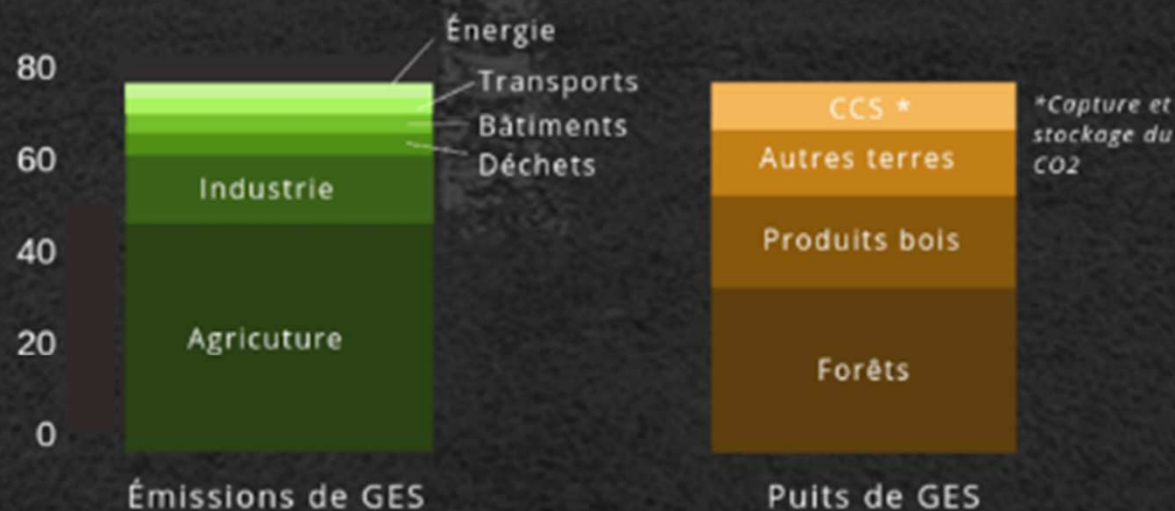 80
60
40
20
0
Énergie
Transports
Bâtiments
Déchets
Industrie
Agricuture
Émissions de GES
CCS *
Autres terres
Produits bois
Forêts
Puits de GES
*Capture et
stockage du
CO2